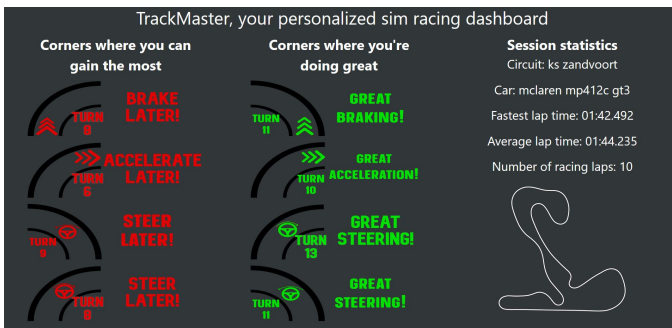 TrackMaster, your personalized sim racing dashboard
Corners where you can
gain the most
BRAKE
LATER!
TURN
8
ACCELERATE
LATER!
TURN
6
STEER
LATER!
TURN
9
STEER
LATER!
TURN
8
Corners where you're
doing great
GREAT
BRAKING!
TURN
11
GREAT
ACCELERATION!
TURN
10
GREAT
STEERING!
TURN
13
GREAT
STEERING!
TURN
11
Session statistics
Circuit: ks zandvoort
Car: mclaren mp412c gt3
Fastest lap time: 01:42.492
Average lap time: 01:44.235
Number of racing laps: 10